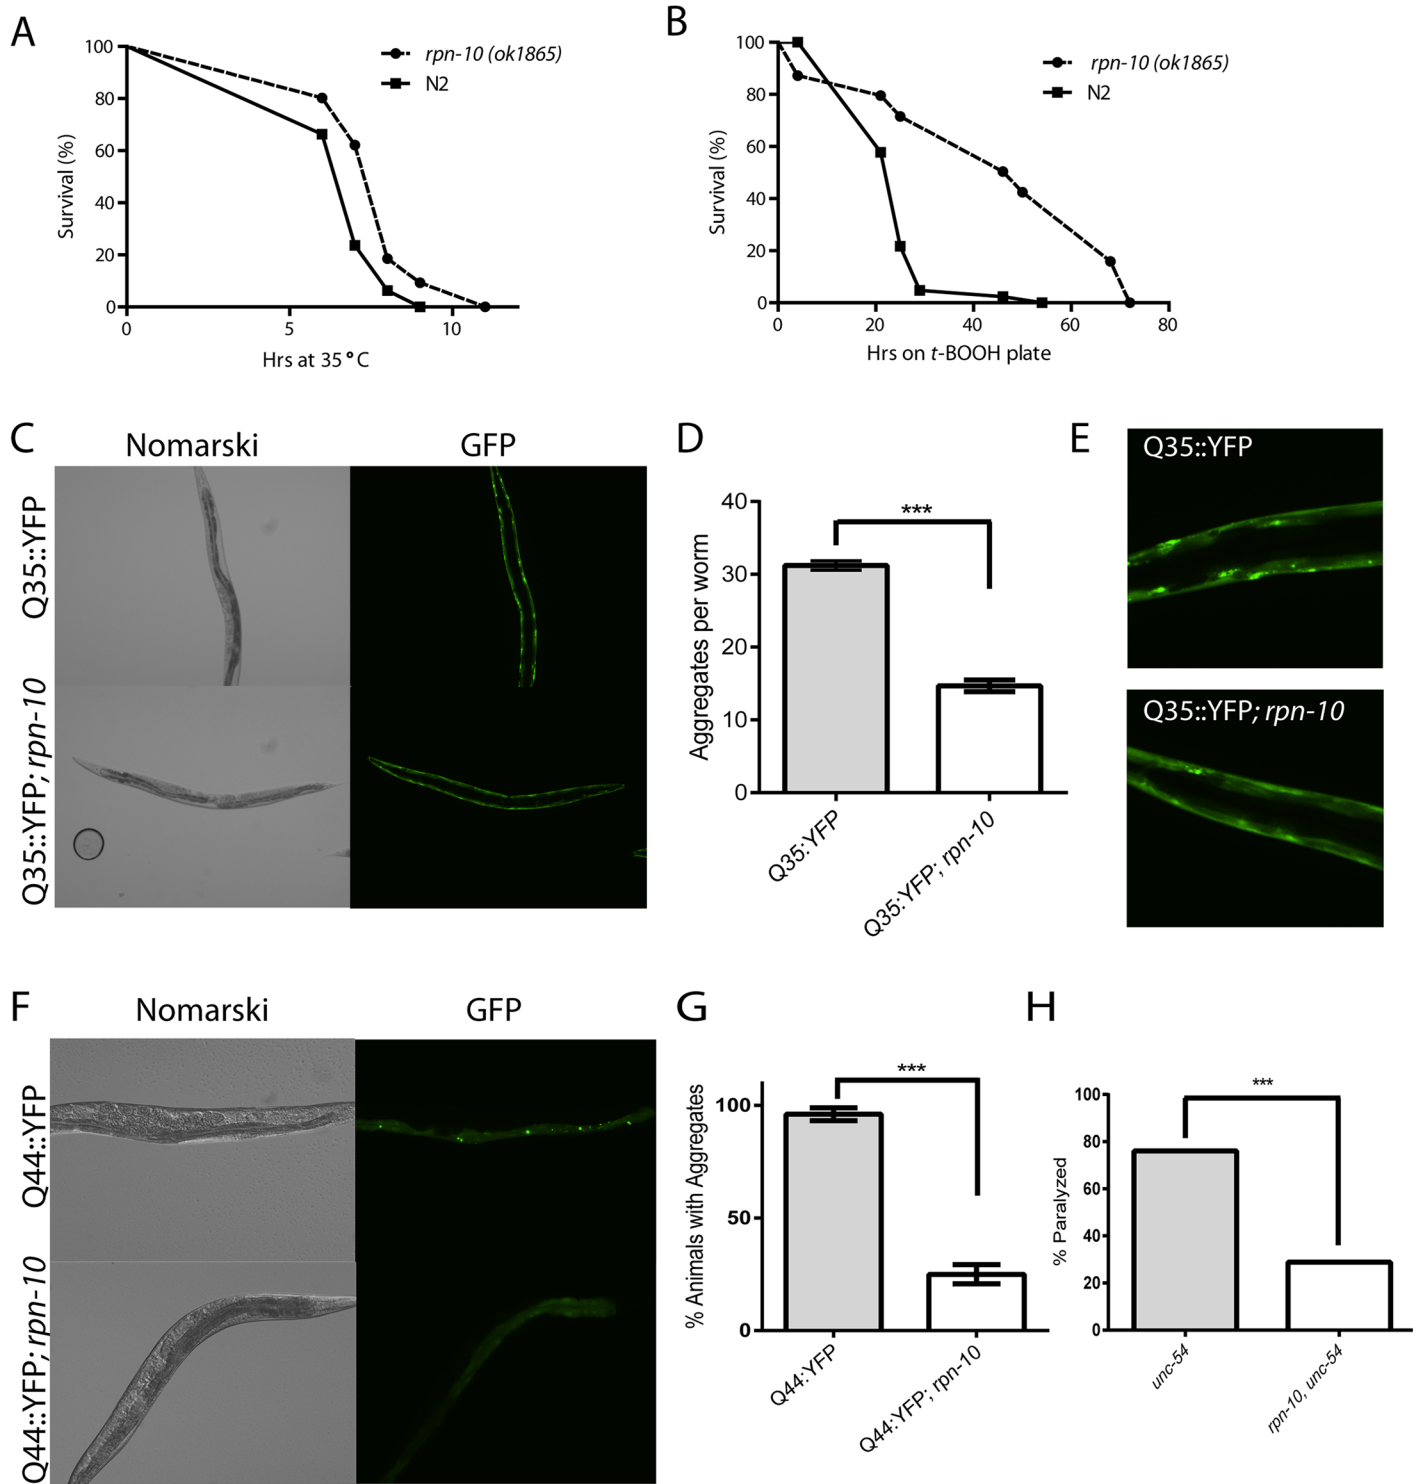 A
100
80
60
40
20
0
Survival (%)
0
5
10
Hrs at 35°C
rpn-10 (ok1865)
N2
B
100
80
60
40
20
0
Survival (%)
0
20
40
60
80
Hrs on t-BOOH plate
rpn-10 (ok1865)
N2
C
Nomarski
GFP
Q35::YFP
Q35::YFP; rpn-10
D
40
30
20
10
0
Aggregates per worm
***
Q35:YFP
Q35:YFP; rpn-10
E
Q35::YFP
Q35::YFP; rpn-10
F
Nomarski
GFP
Q44::YFP
Q44::YFP; rpn-10
G
100
50
0
% Animals with Aggregates
***
Q44:YFP
Q44:YFP; rpn-10
H
100
80
60
40
20
0
% Paralyzed
***
unc-54
rpn-10, unc-54